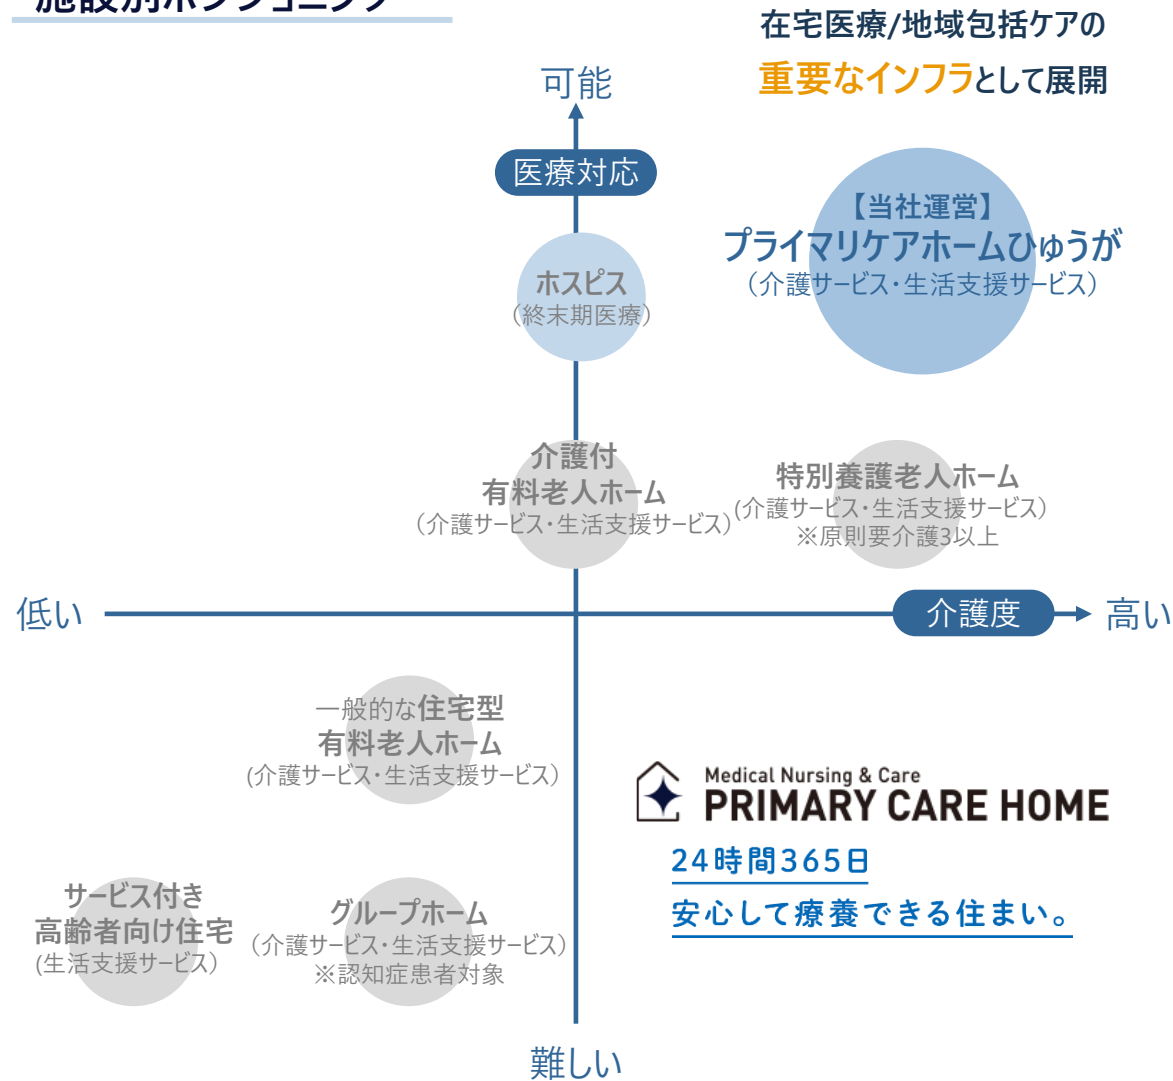 施設別ポジショニング
在宅医療/地域包括ケアの
重要なインフラとして展開
可能
医療対応
【当社運営】
プライマリケアホームひゅうが
（介護サービス・生活支援サービス）
ホスピス
（終末期医療）
介護付
有料老人ホーム
（介護サービス・生活支援サービス）
特別養護老人ホーム
(介護サービス・生活支援サービス）
※原則要介護3以上
低い
介護度
高い
一般的な住宅型
有料老人ホーム
(介護サービス・生活支援サービス）
Medical Nursing & Care
PRIMARY CARE HOME
24時間365日
安心して療養できる住まい。
サービス付き
高齢者向け住宅
(生活支援サービス）
グループホーム
（介護サービス・生活支援サービス）
※認知症患者対象
難しい